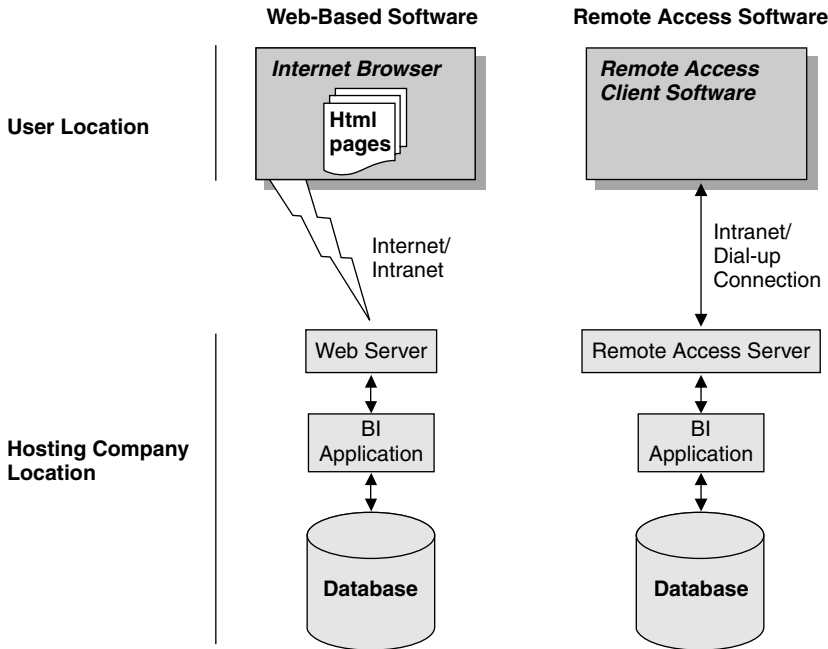 Web-Based Software
Remote Access Software
User Location
Internet Browser
Html
pages
Remote Access
Client Software
Internet/
Intranet
Intranet/
Dial-up
Connection
Hosting Company
Location
Web Server
Remote Access Server
BI
Application
BI
Application
Database
Database